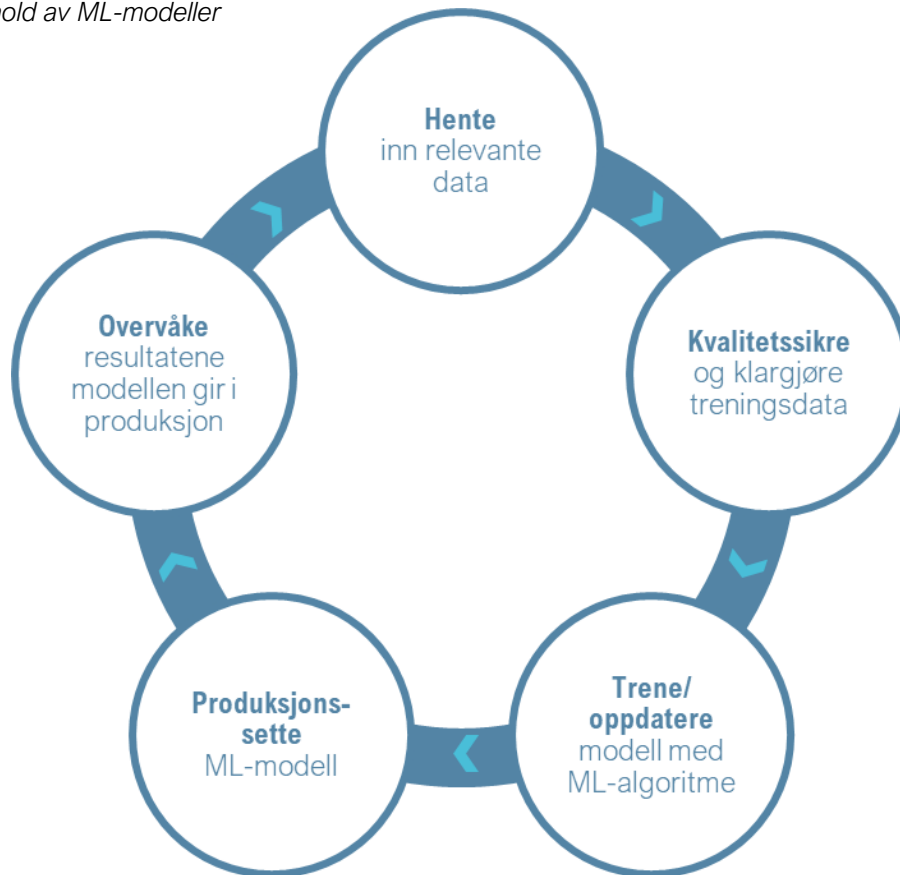 av ML-modeller
Hente
inn relevante
data
Kvalitetssikre
og klargjøre
treningsdata
Trene/
oppdatere
modell med
ML-algoritme
Produksjons-
sette
ML-modell
Overvåke
resultatene
modellen gir i
produksjon